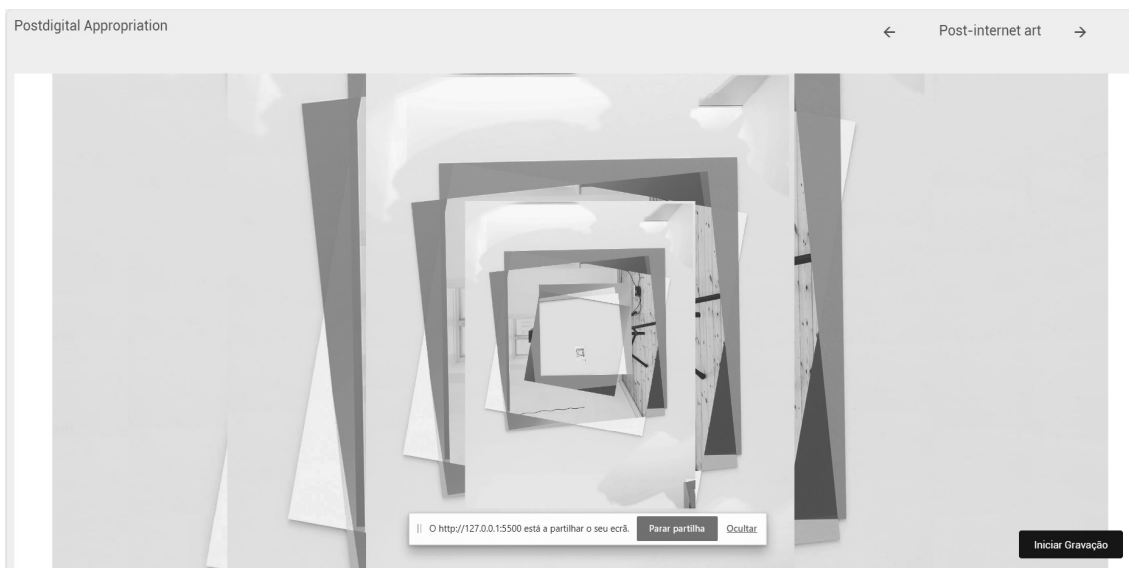 Postdigital Appropriation
← Post-internet art →
O http://127.0.0.1:5500 está a partilhar o seu ecrã. Parar partilha Ocultar
Iniciar Gravação